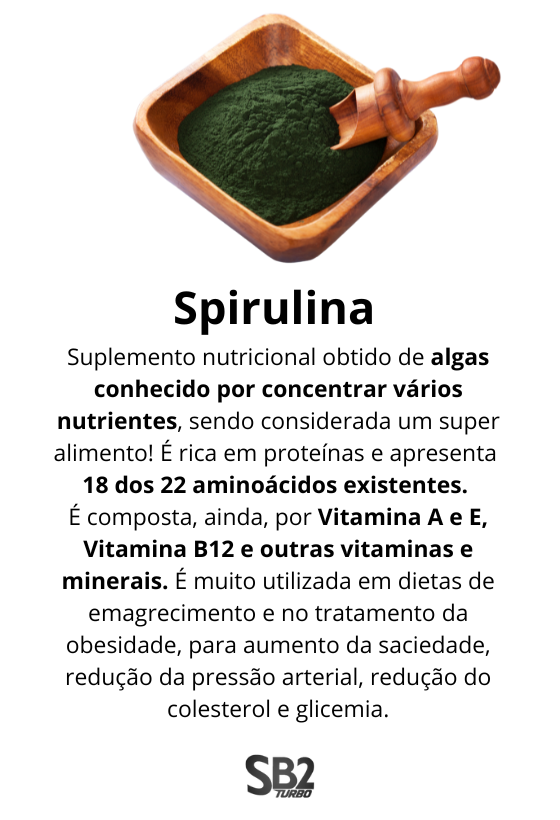 Spirulina
Suplemento nutricional obtido de algas
conhecido por concentrar vários
nutrientes, sendo considerada um super
alimento! É rica em proteínas e apresenta
18 dos 22 aminoácidos existentes.
É composta, ainda, por Vitamina A e E,
Vitamina B12 e outras vitaminas e
minerais. É muito utilizada em dietas de
emagrecimento e no tratamento da
obesidade, para aumento da saciedade,
redução da pressão arterial, redução do
colesterol e glicemia.
SB2
TURBO